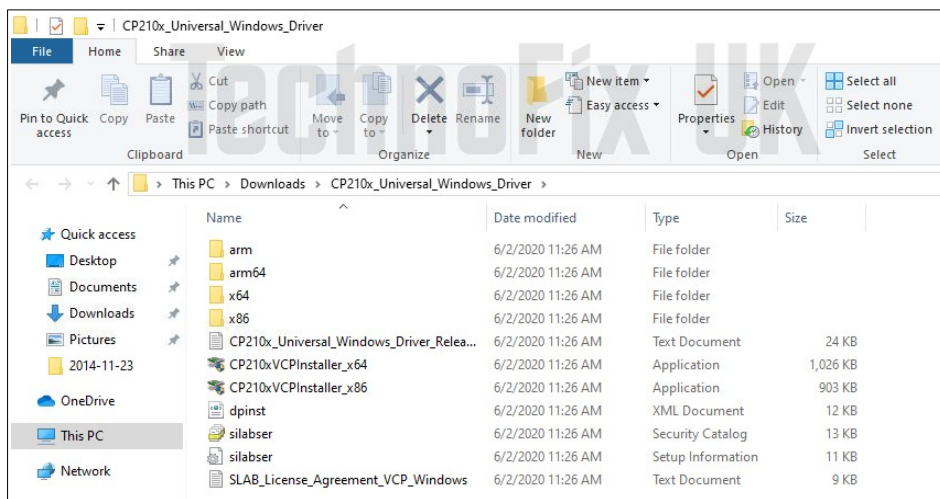 CP210x_Universal_Windows_Driver
File Home Share View
TechnoFix UK
Pin to Quick access
Copy
Paste
Cut
Copy path
Paste shortcut
Clipboard
Move to
Copy to
Delete
Rename
Organize
New folder
New item
Easy access
New
Properties
Open
Edit
History
Open
Select all
Select none
Invert selection
Select
This PC > Downloads > CP210x_Universal_Windows_Driver >
Quick access
Desktop
Documents
Downloads
Pictures
2014-11-23
OneDrive
This PC
Network
Name Date modified Type Size
arm 6/2/2020 11:26 AM File folder
arm64 6/2/2020 11:26 AM File folder
x64 6/2/2020 11:26 AM File folder
x86 6/2/2020 11:26 AM File folder
CP210x_Universal_Windows_Driver_Relea... 6/2/2020 11:26 AM Text Document 24 KB
CP210xVCPInstaller_x64 6/2/2020 11:26 AM Application 1,026 KB
CP210xVCPInstaller_x86 6/2/2020 11:26 AM Application 903 KB
dpinst 6/2/2020 11:26 AM XML Document 12 KB
silabser 6/2/2020 11:26 AM Security Catalog 13 KB
silabser 6/2/2020 11:26 AM Setup Information 11 KB
SLAB_License_Agreement_VCP_Windows 6/2/2020 11:26 AM Text Document 9 KB